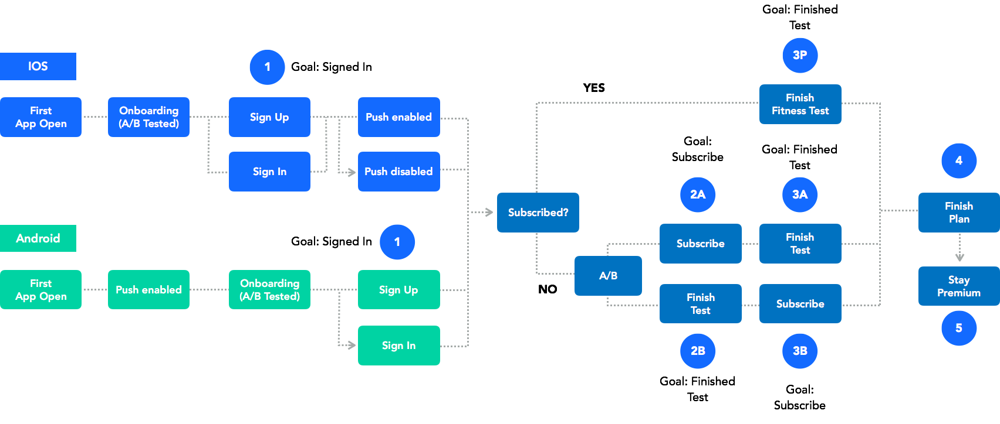 IOS
1
Goal: Signed In
First
App Open
Onboarding
(A/B Tested)
Sign Up
Push enabled
Sign In
Push disabled
Android
Goal: Signed In
1
First
App Open
Push enabled
Onboarding
(A/B Tested)
Sign Up
Sign In
Subscribed?
YES
Goal: Finished
Test
3P
Finish
Fitness Test
NO
A/B
Goal:
Subscribe
2A
Subscribe
Goal: Finished
Test
3A
Finish
Test
Finish
Test
2B
Goal: Finished
Test
Subscribe
3B
Goal:
Subscribe
4
Finish
Plan
Stay
Premium
5